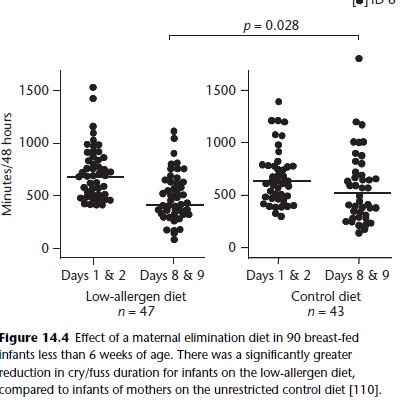 p = 0.028
Minutes/48 hours
1500
1000
500
0
1500
1000
500
0
Days 1 & 2 Days 8 & 9
Days 1 & 2 Days 8 & 9
Low-allergen diet
n = 47
Control diet
n = 43
Figure 14.4 Effect of a maternal elimination diet in 90 breast-fed
infants less than 6 weeks of age. There was a significantly greater
reduction in cry/fuss duration for infants on the low-allergen diet,
compared to infants of mothers on the unrestricted control diet [110].